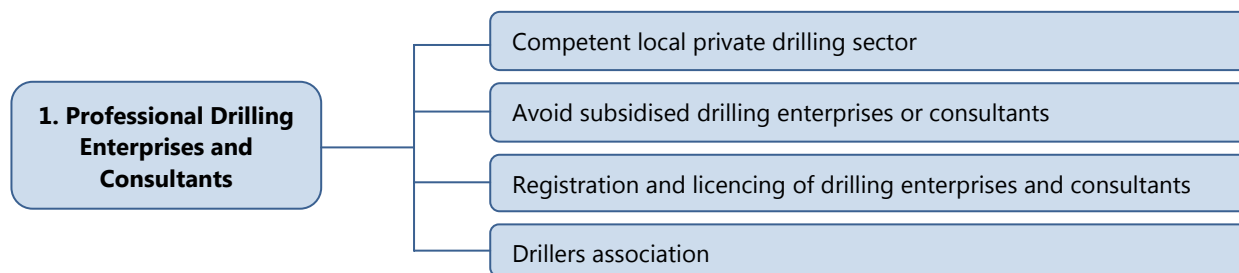 1. Professional Drilling
Enterprises and
Consultants
Competent local private drilling sector
Avoid subsidised drilling enterprises or consultants
Registration and licencing of drilling enterprises and consultants
Drillers association